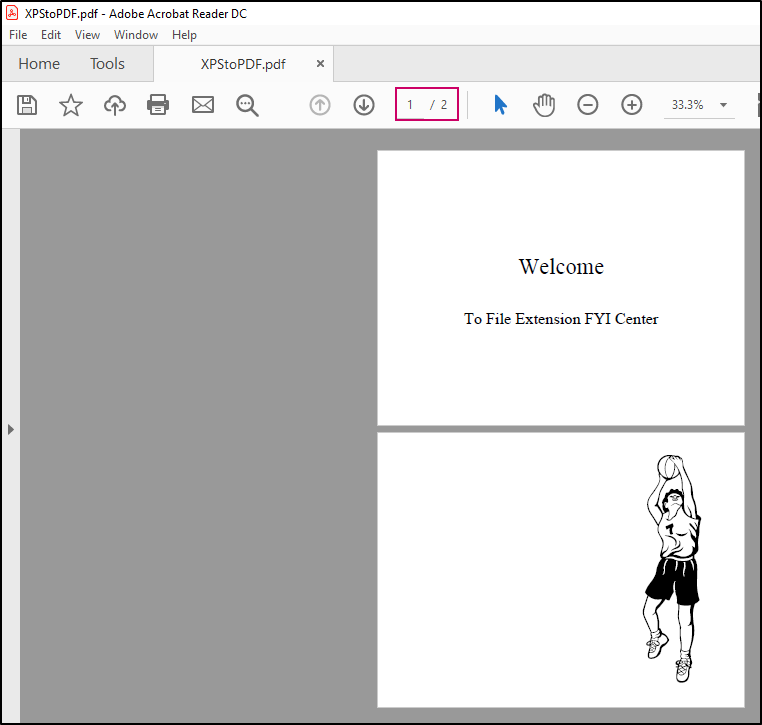 XPStoPDF.pdf - Adobe Acrobat Reader DC
File Edit View Window Help
Home Tools XPStoPDF.pdf ×
1 / 2 33.3%
Welcome
To File Extension FYI Center
7